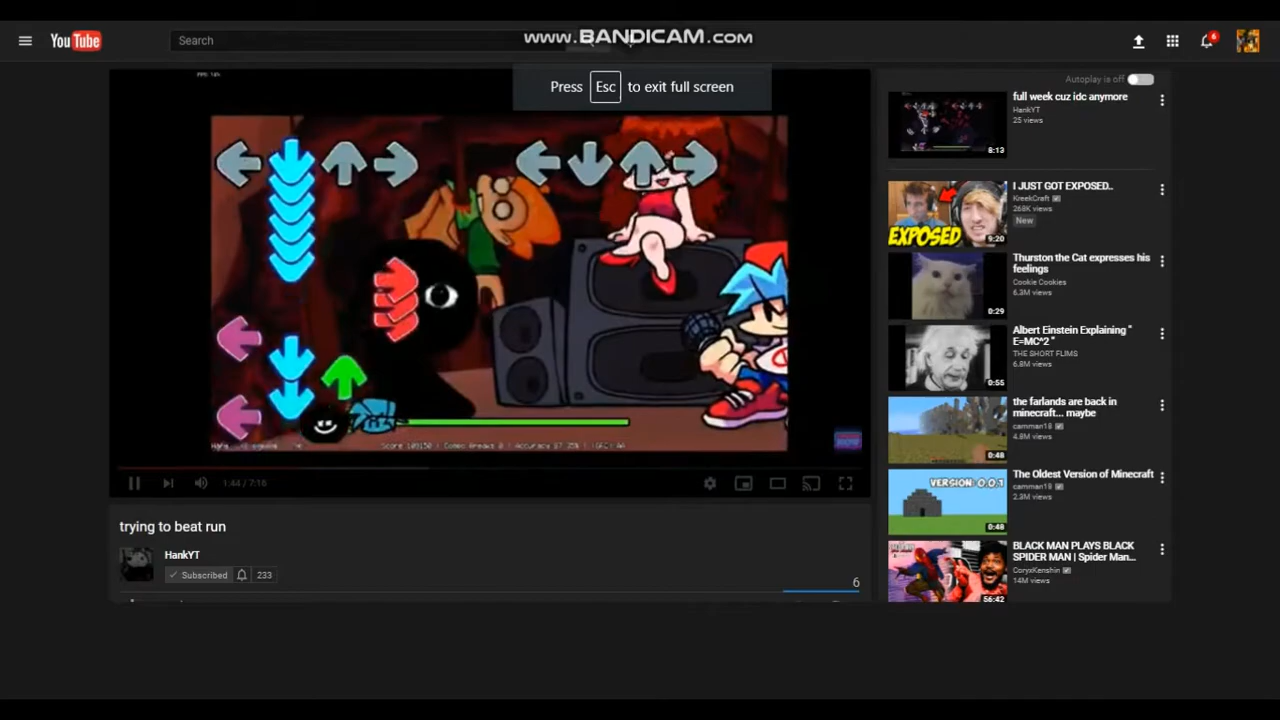 www.BANDICAM.com
YouTube
Search
6
Press Esc to exit full screen
Autoplay is off
full week cuz idc anymore
HankYT
25 views
8:13
I JUST GOT EXPOSED..
KreekCraft
268K views
New
EXPOSED
9:20
Thurston the Cat expresses his
feelings
Cookie Cookies
6.3M views
0:29
Albert Einstein Explaining "
E=MC^2 "
THE SHORT FLIMS
6.8M views
0:55
the farlands are back in
minecraft... maybe
camman18
4.8M views
0:48
The Oldest Version of Minecraft
camman18
2.3M views
VERSION: 0.0.1
0:48
BLACK MAN PLAYS BLACK
SPIDER MAN | Spider Man...
CoryxKenshin
14M views
56:42
1:44 / 7:16
trying to beat run
HankYT
Subscribed
233
6